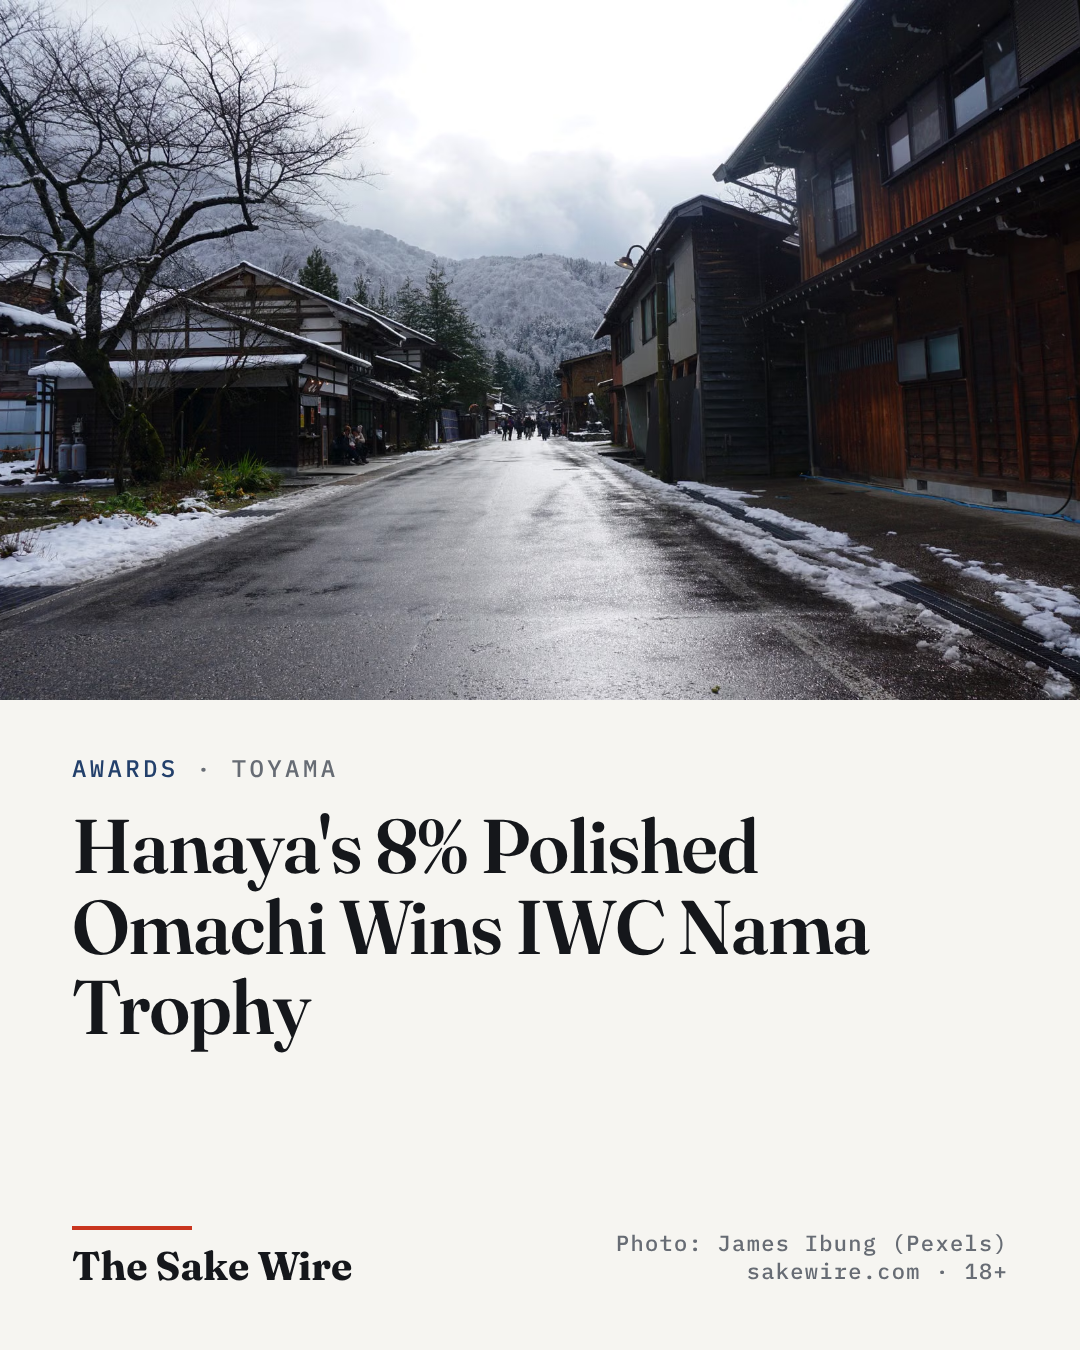 AWARDS · TOYAMA
Hanaya's 8% Polished
Omachi Wins IWC Nama
Trophy
The Sake Wire
Photo: James Ibung (Pexels)
sakewire.com · 18+